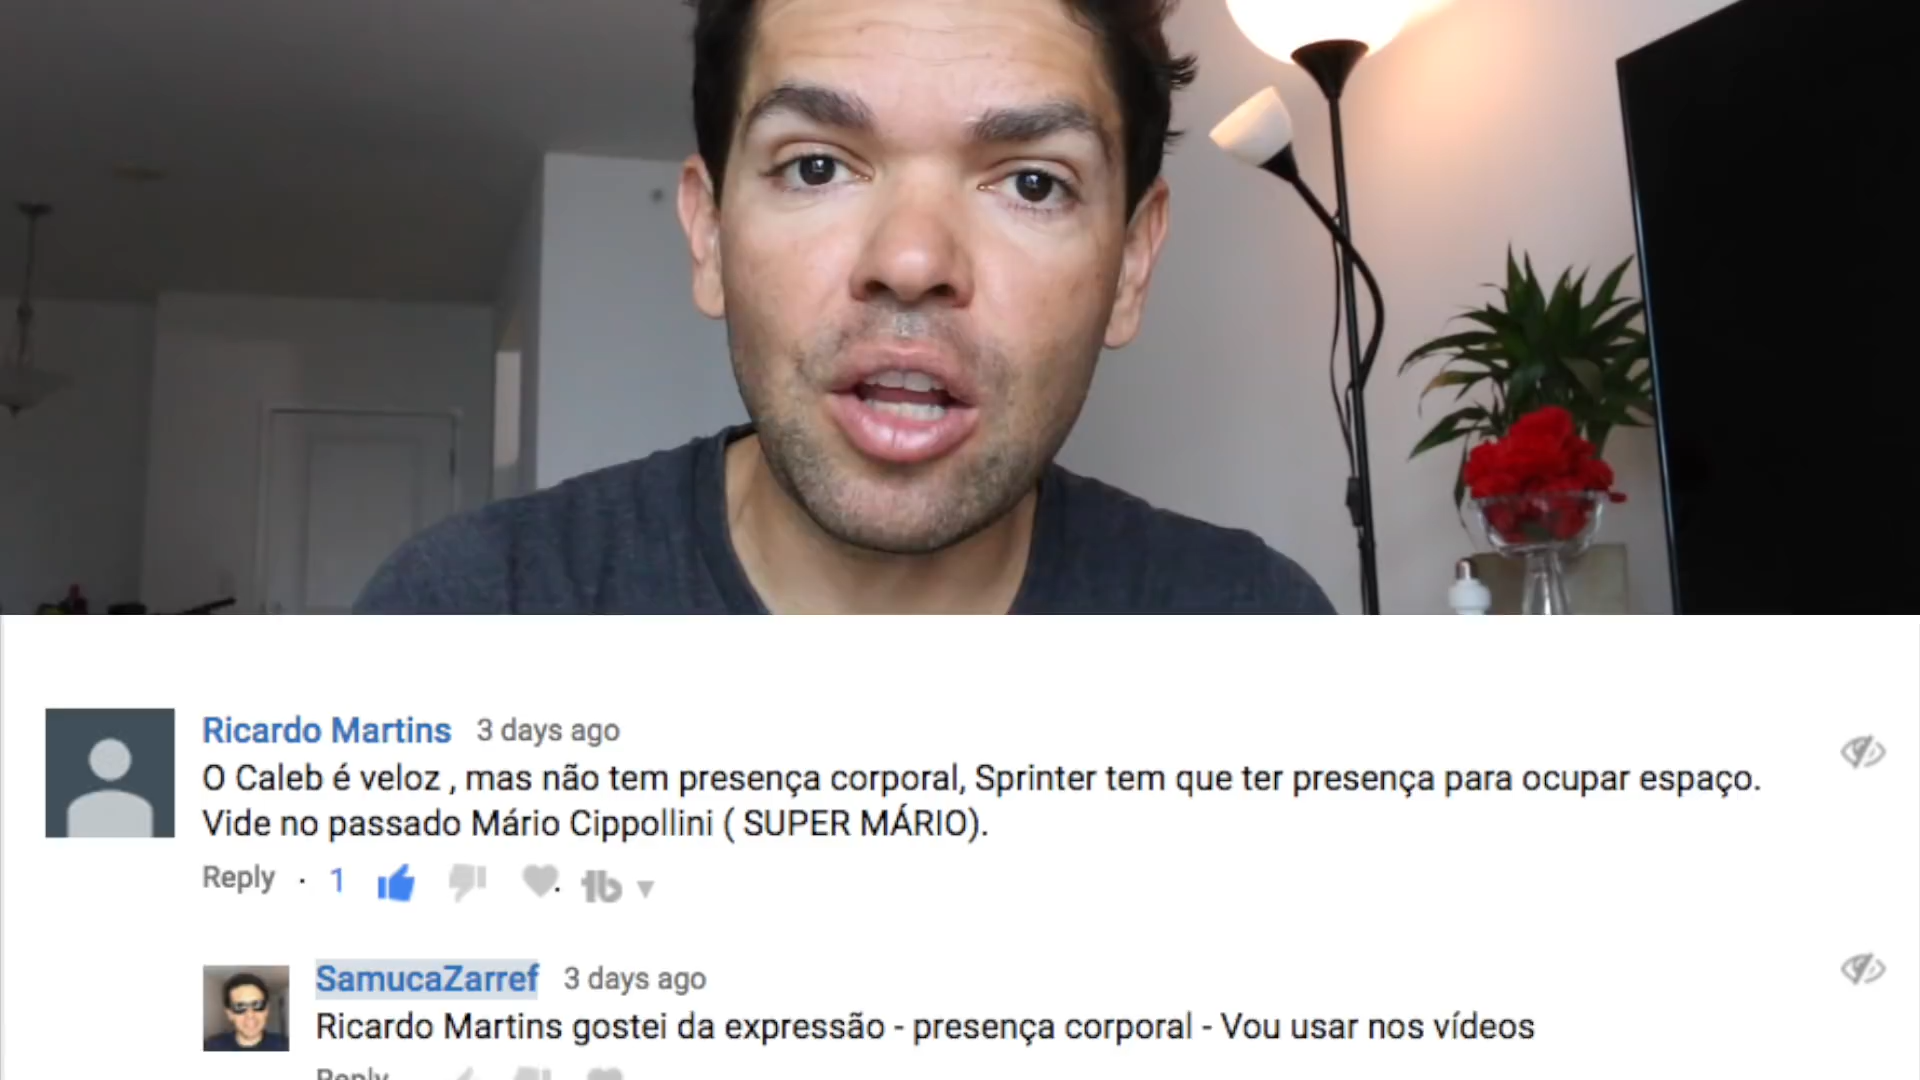 Ricardo Martins 3 days ago
O Caleb é veloz , mas não tem presença corporal, Sprinter tem que ter presença para ocupar espaço.
Vide no passado Mário Cippollini ( SUPER MÁRIO).
Reply · 1
SamucaZarref 3 days ago
Ricardo Martins gostei da expressão - presença corporal - Vou usar nos vídeos
Reply